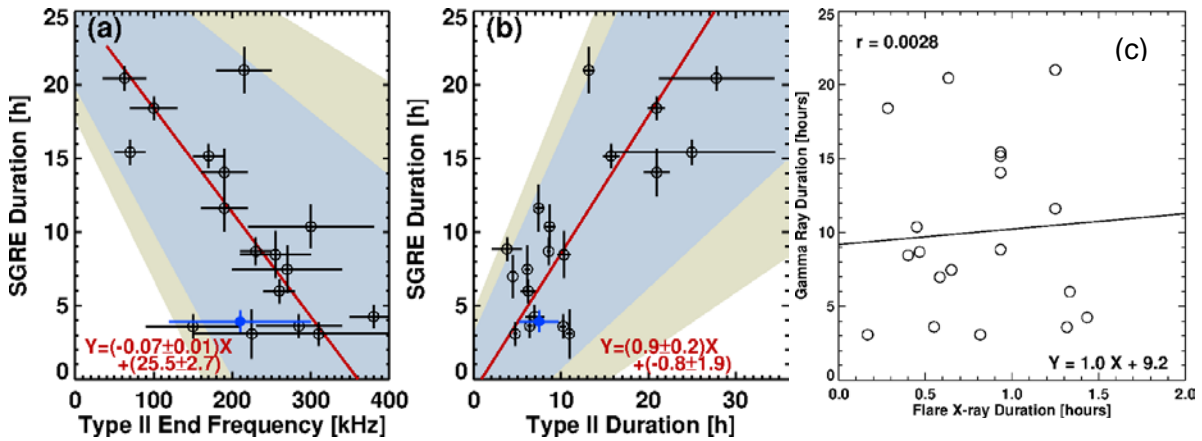 (a)
SGRE Duration [h]
25
20
15
10
5
0
Y=(-0.07±0.01)X
+(25.5±2.7)
0 100 200 300 400
Type II End Frequency [kHz]
(b)
SGRE Duration [h]
25
20
15
10
5
0
Y=(0.9±0.2)X
+(-0.8±1.9)
0 10 20 30
Type II Duration [h]
(c)
r = 0.0028
Gamma Ray Duration [hours]
25
20
15
10
5
0
Y = 1.0 X + 9.2
0.0 0.5 1.0 1.5 2.0
Flare X-ray Duration [hours]